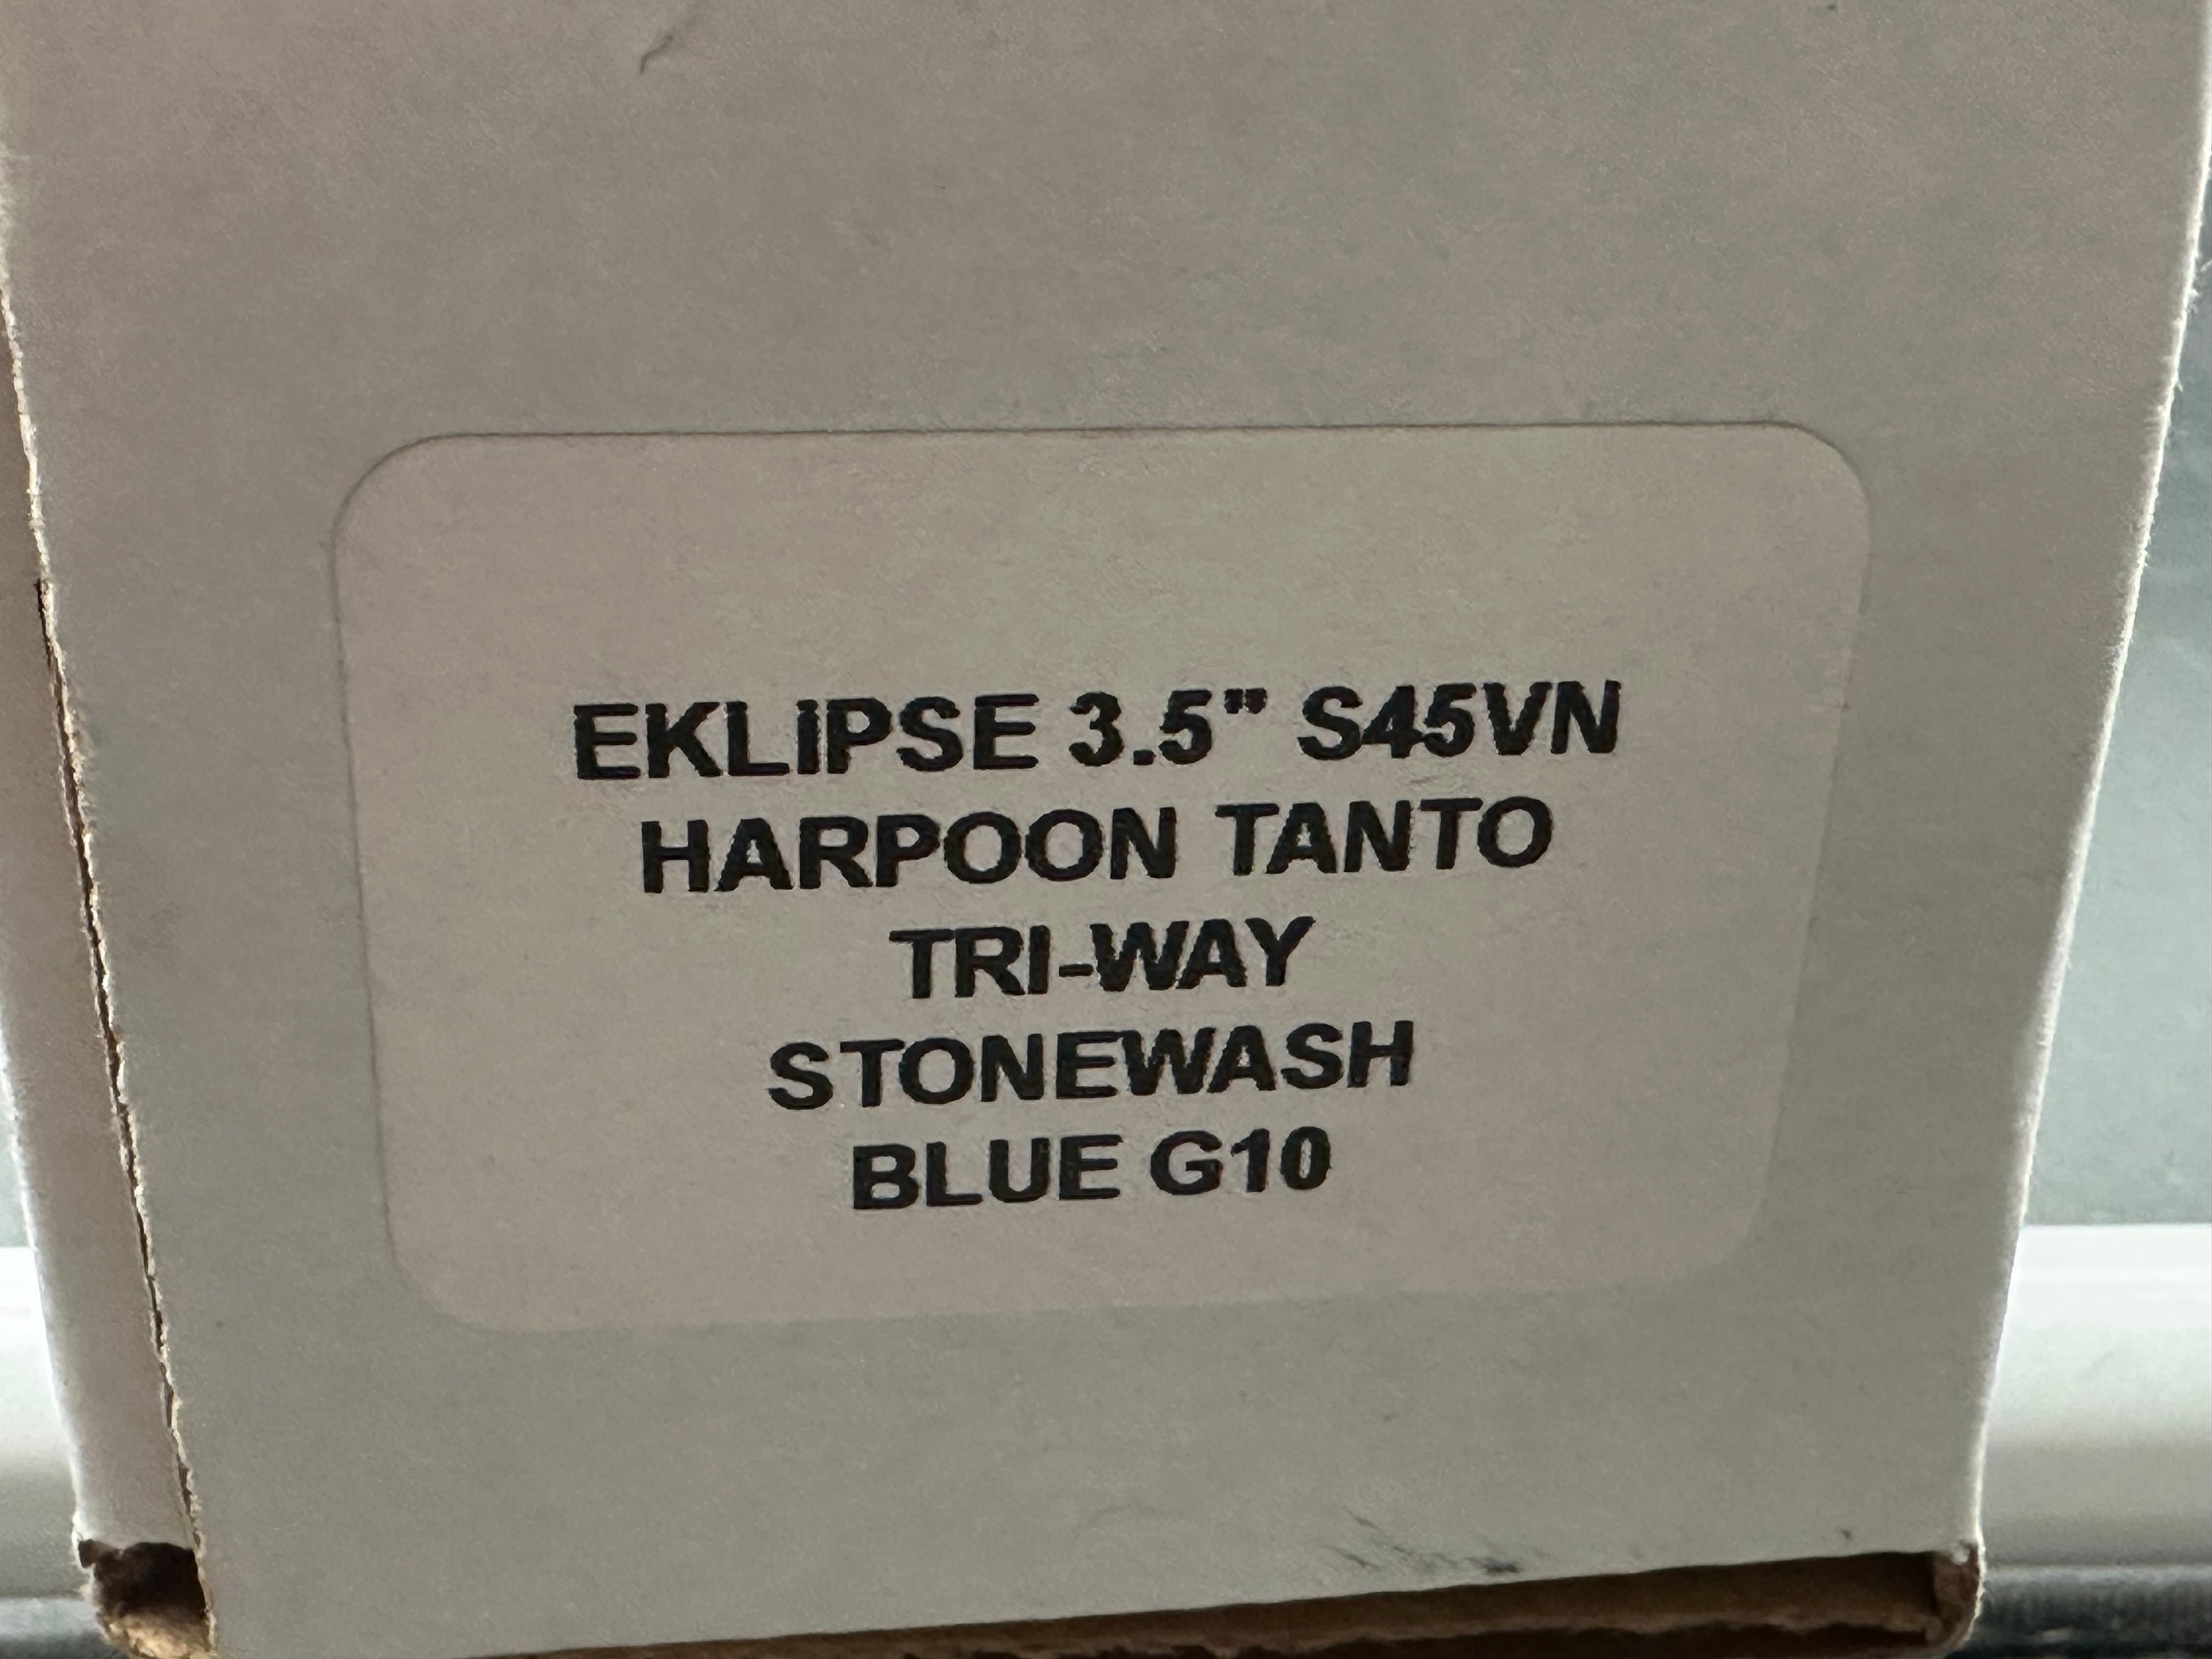 EKLiPSE 3.5" S45VN
HARPOON TANTO
TRI-WAY
STONEWASH
BLUE G10